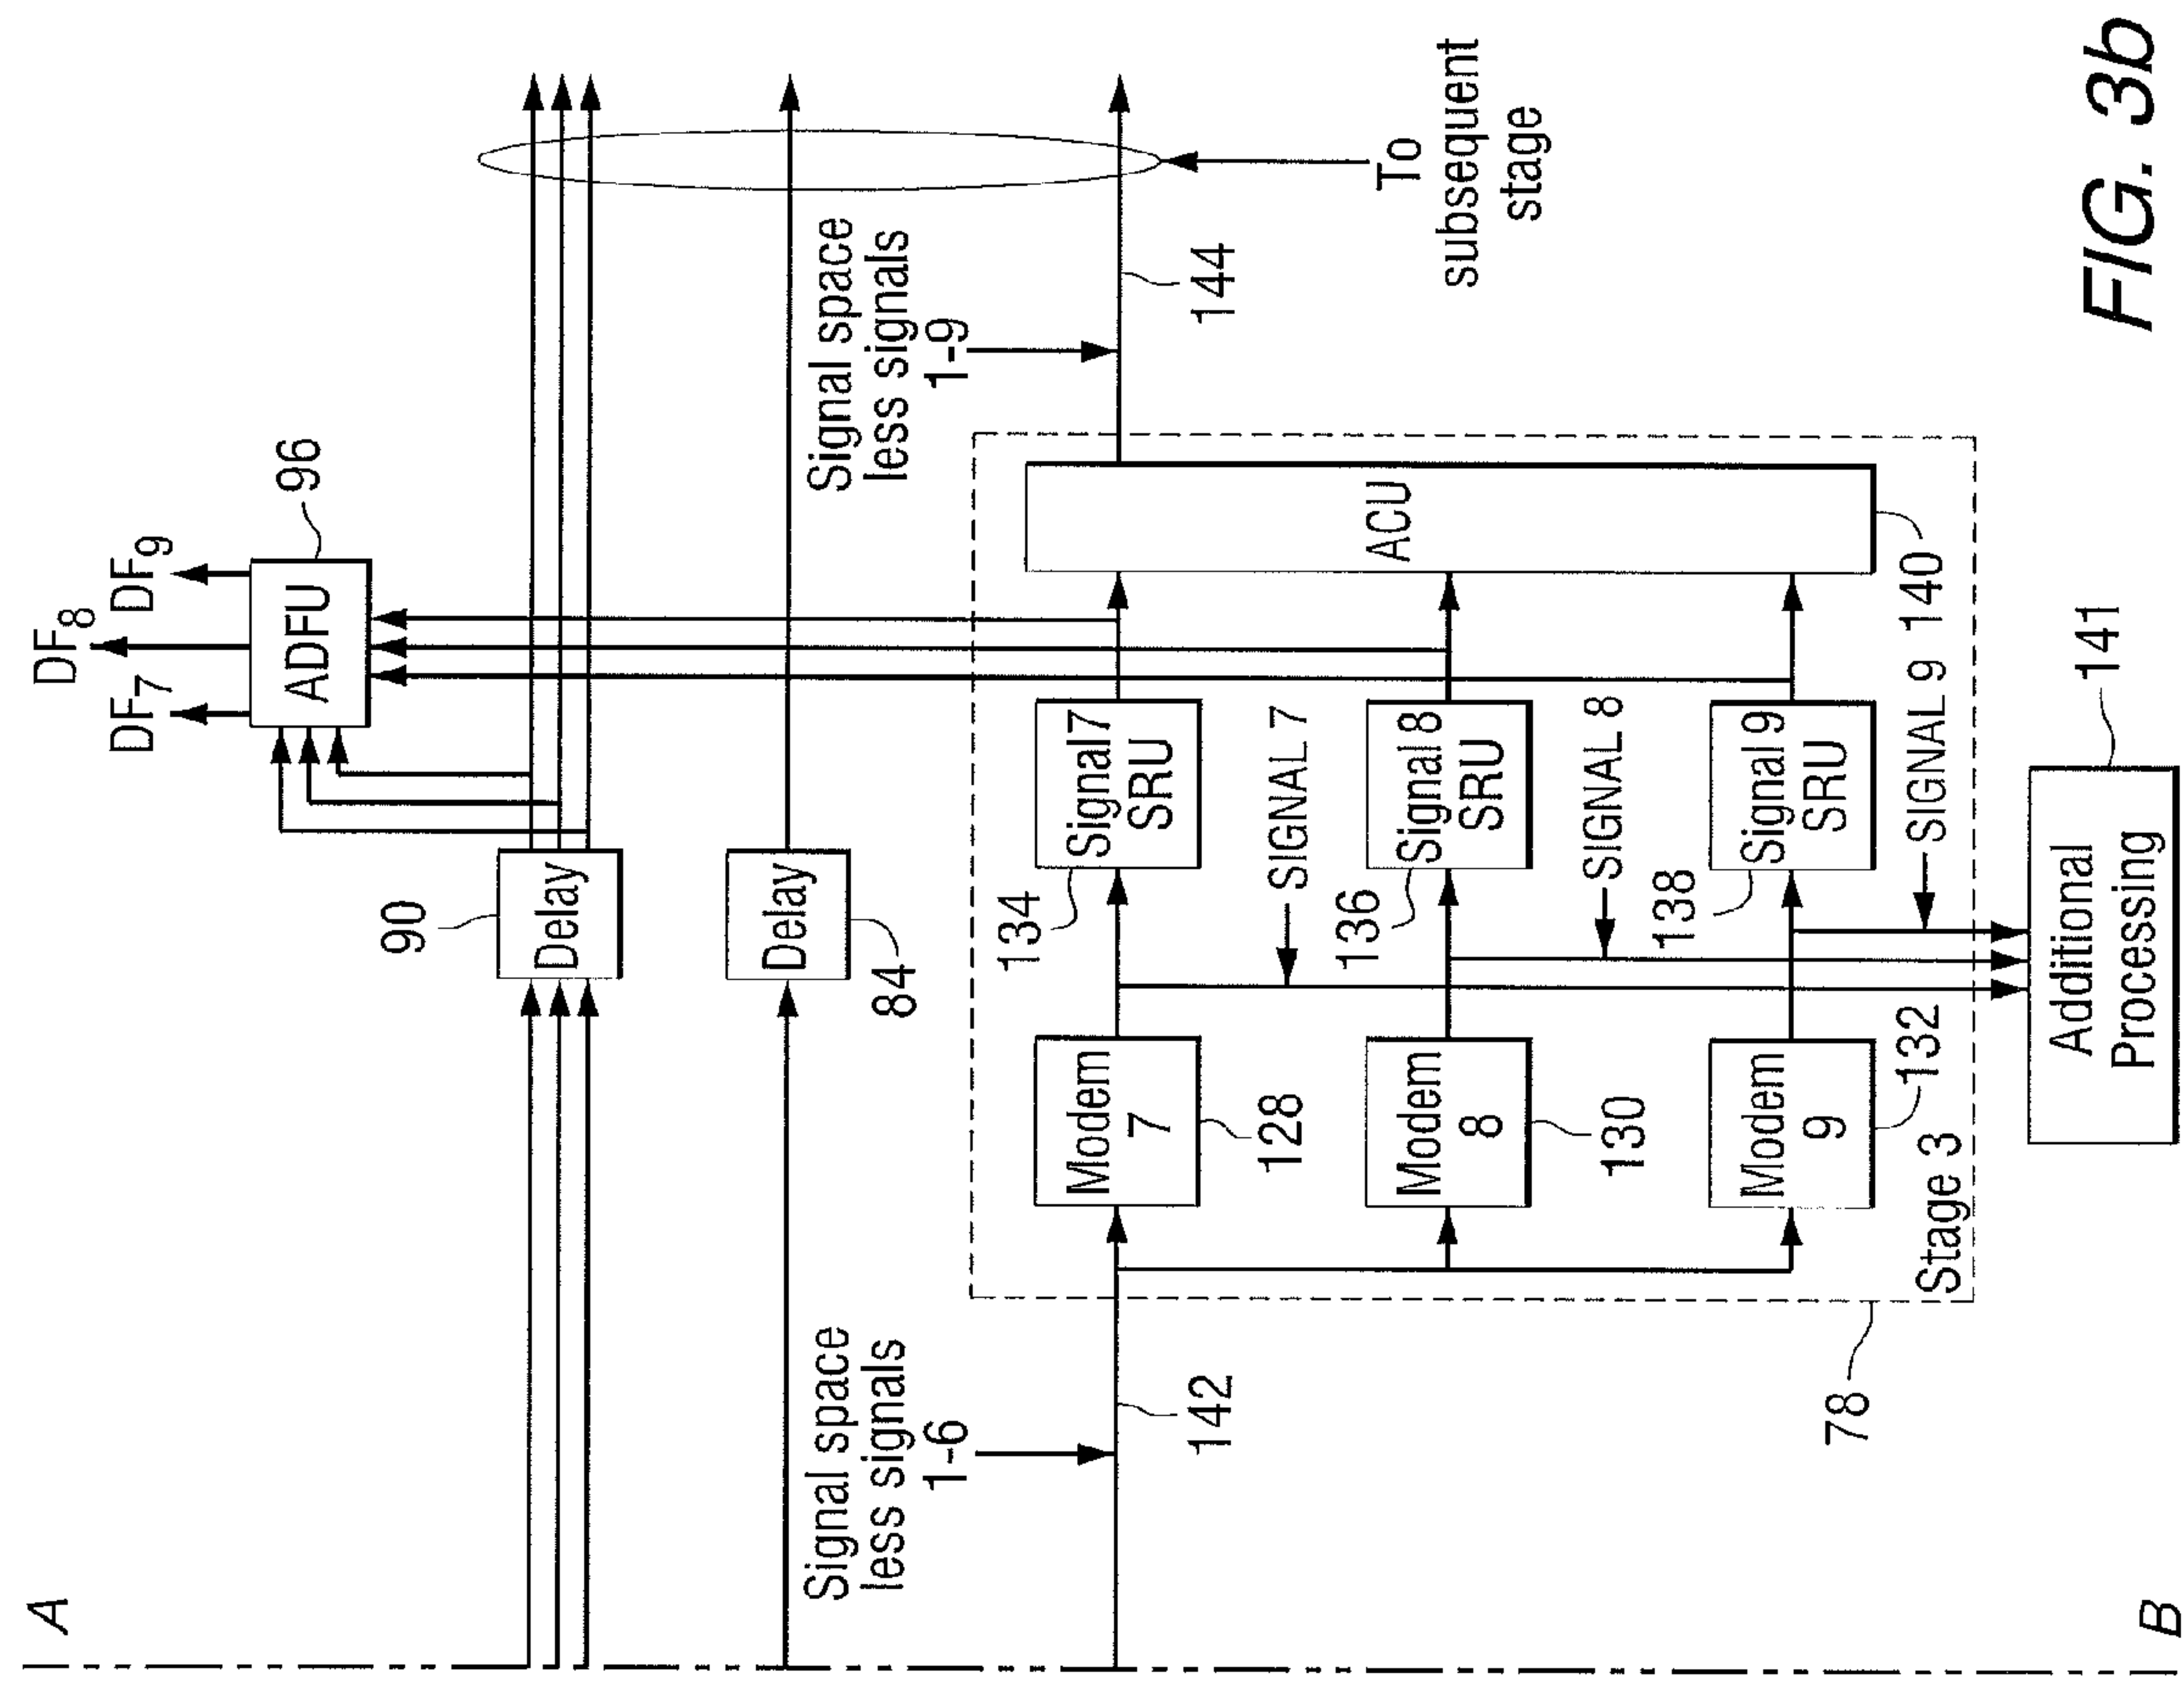 A
DF7
DF8
DF9
ADFU
96
90
Delay
Delay
84
Signal space
less signals
1-6
142
Signal space
less signals
1-9
144
To
subsequent
stage
Modem
7
128
134
Signal7
SRU
SIGNAL 7
Modem
8
130
136
Signal 8
SRU
SIGNAL 8
Modem
9
132
138
Signal 9
SRU
SIGNAL 9
ACU
140
Stage 3
78
Additional
Processing
141
B
FIG. 3b